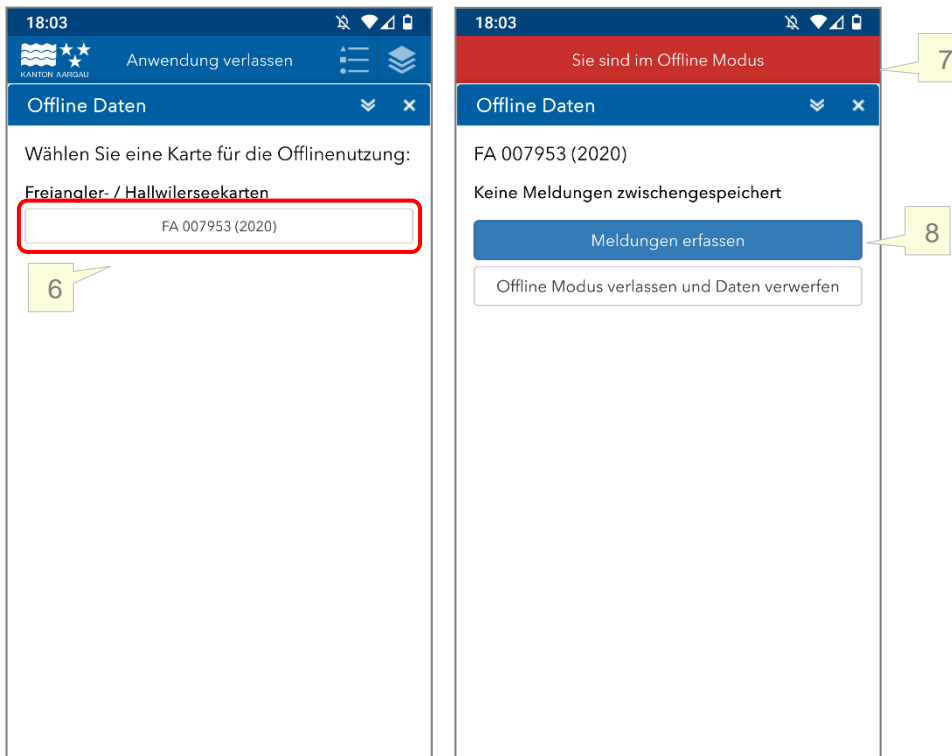 18:03
KANTON AARGAU
Anwendung verlassen
Offline Daten
Wählen Sie eine Karte für die Offlinenutzung:
Freiangler- / Hallwilerseekarten
FA 007953 (2020)
6
18:03
Sie sind im Offline Modus
7
Offline Daten
FA 007953 (2020)
Keine Meldungen zwischengespeichert
Meldungen erfassen
8
Offline Modus verlassen und Daten verwerfen